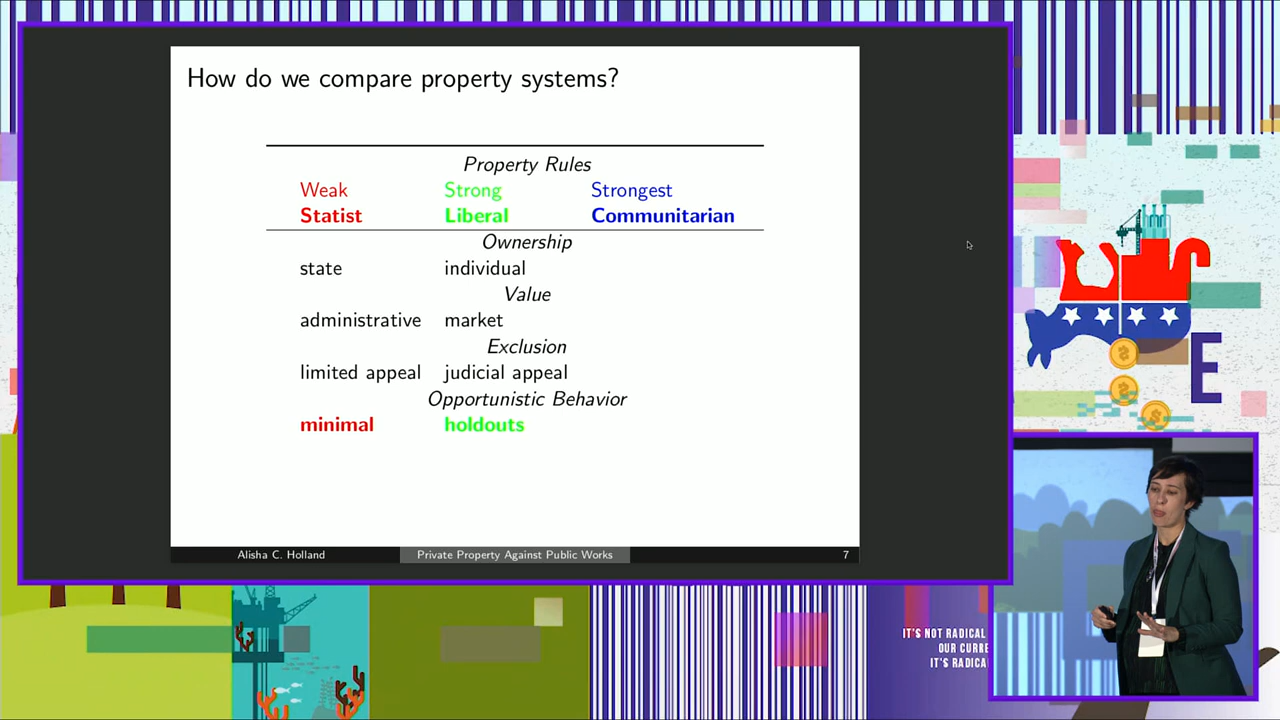 How do we compare property systems?
Property Rules
Weak Strong Strongest
Statist Liberal Communitarian
Ownership
state individual
Value
administrative market
Exclusion
limited appeal judicial appeal
Opportunistic Behavior
minimal holdouts
Alisha C. Holland Private Property Against Public Works 7
E
IT'S NOT RADICAL
OUR CURRE
IT'S RADICA